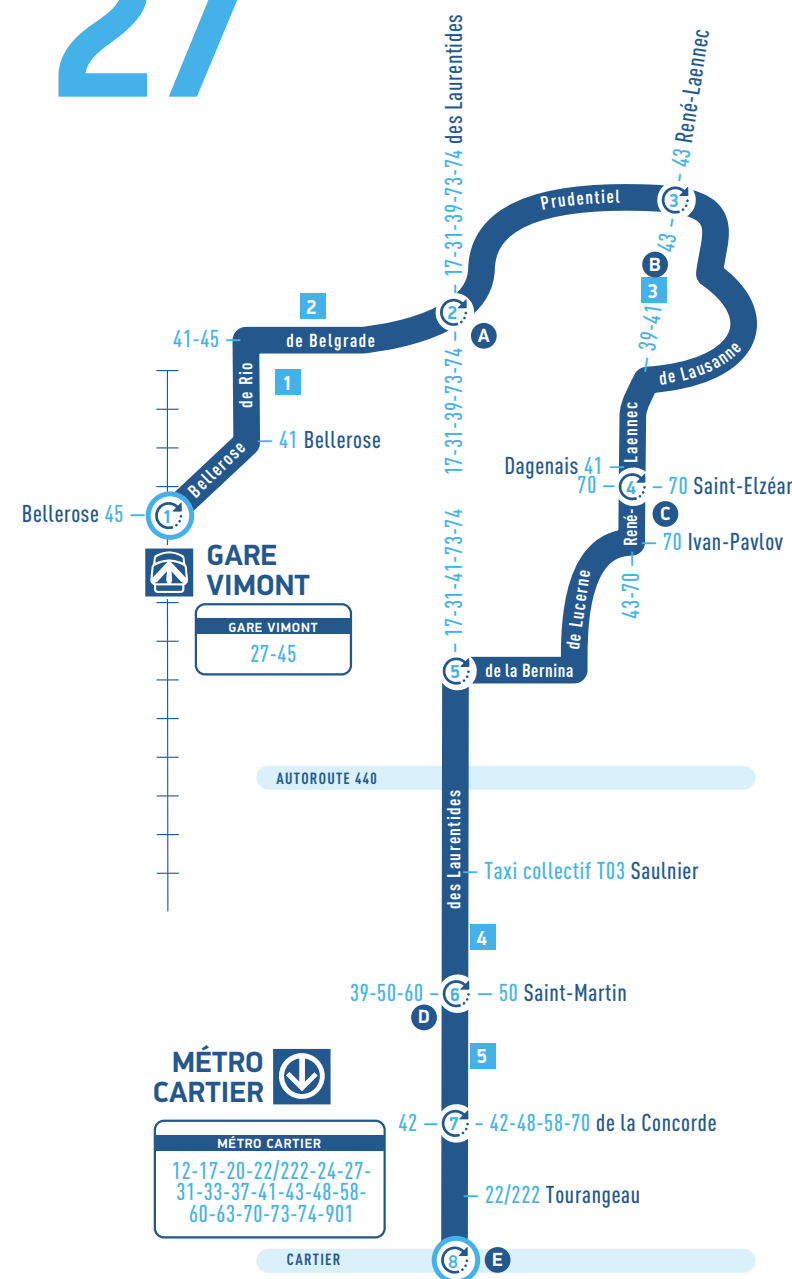 27
17-31-39-73-74 des Laurentides
43 René-Laennec
Prudentiel
3
43
B
3
39-41
2
2
A
41-45
de Belgrade
17-31-39-73-74
de Rio
1
de Lausanne
41 Bellerose
Bellerose
Laennec
Dagenais 41
70
4
70 Saint-Elzéar
C
Bellerose 45
1
René-
70 Ivan-Pavlov
GARE
VIMONT
GARE VIMONT
27-45
17-31-41-73-74
43-70
de Lucerne
5
de la Bernina
AUTOROUTE 440
des Laurentides
Taxi collectif T03 Saulnier
4
39-50-60
6
50 Saint-Martin
D
5
MÉTRO
CARTIER
42
7
42-48-58-70 de la Concorde
MÉTRO CARTIER
12-17-20-22/222-24-27-
31-33-37-41-43-48-58-
60-63-70-73-74-901
22/222 Tourangeau
CARTIER
8
E